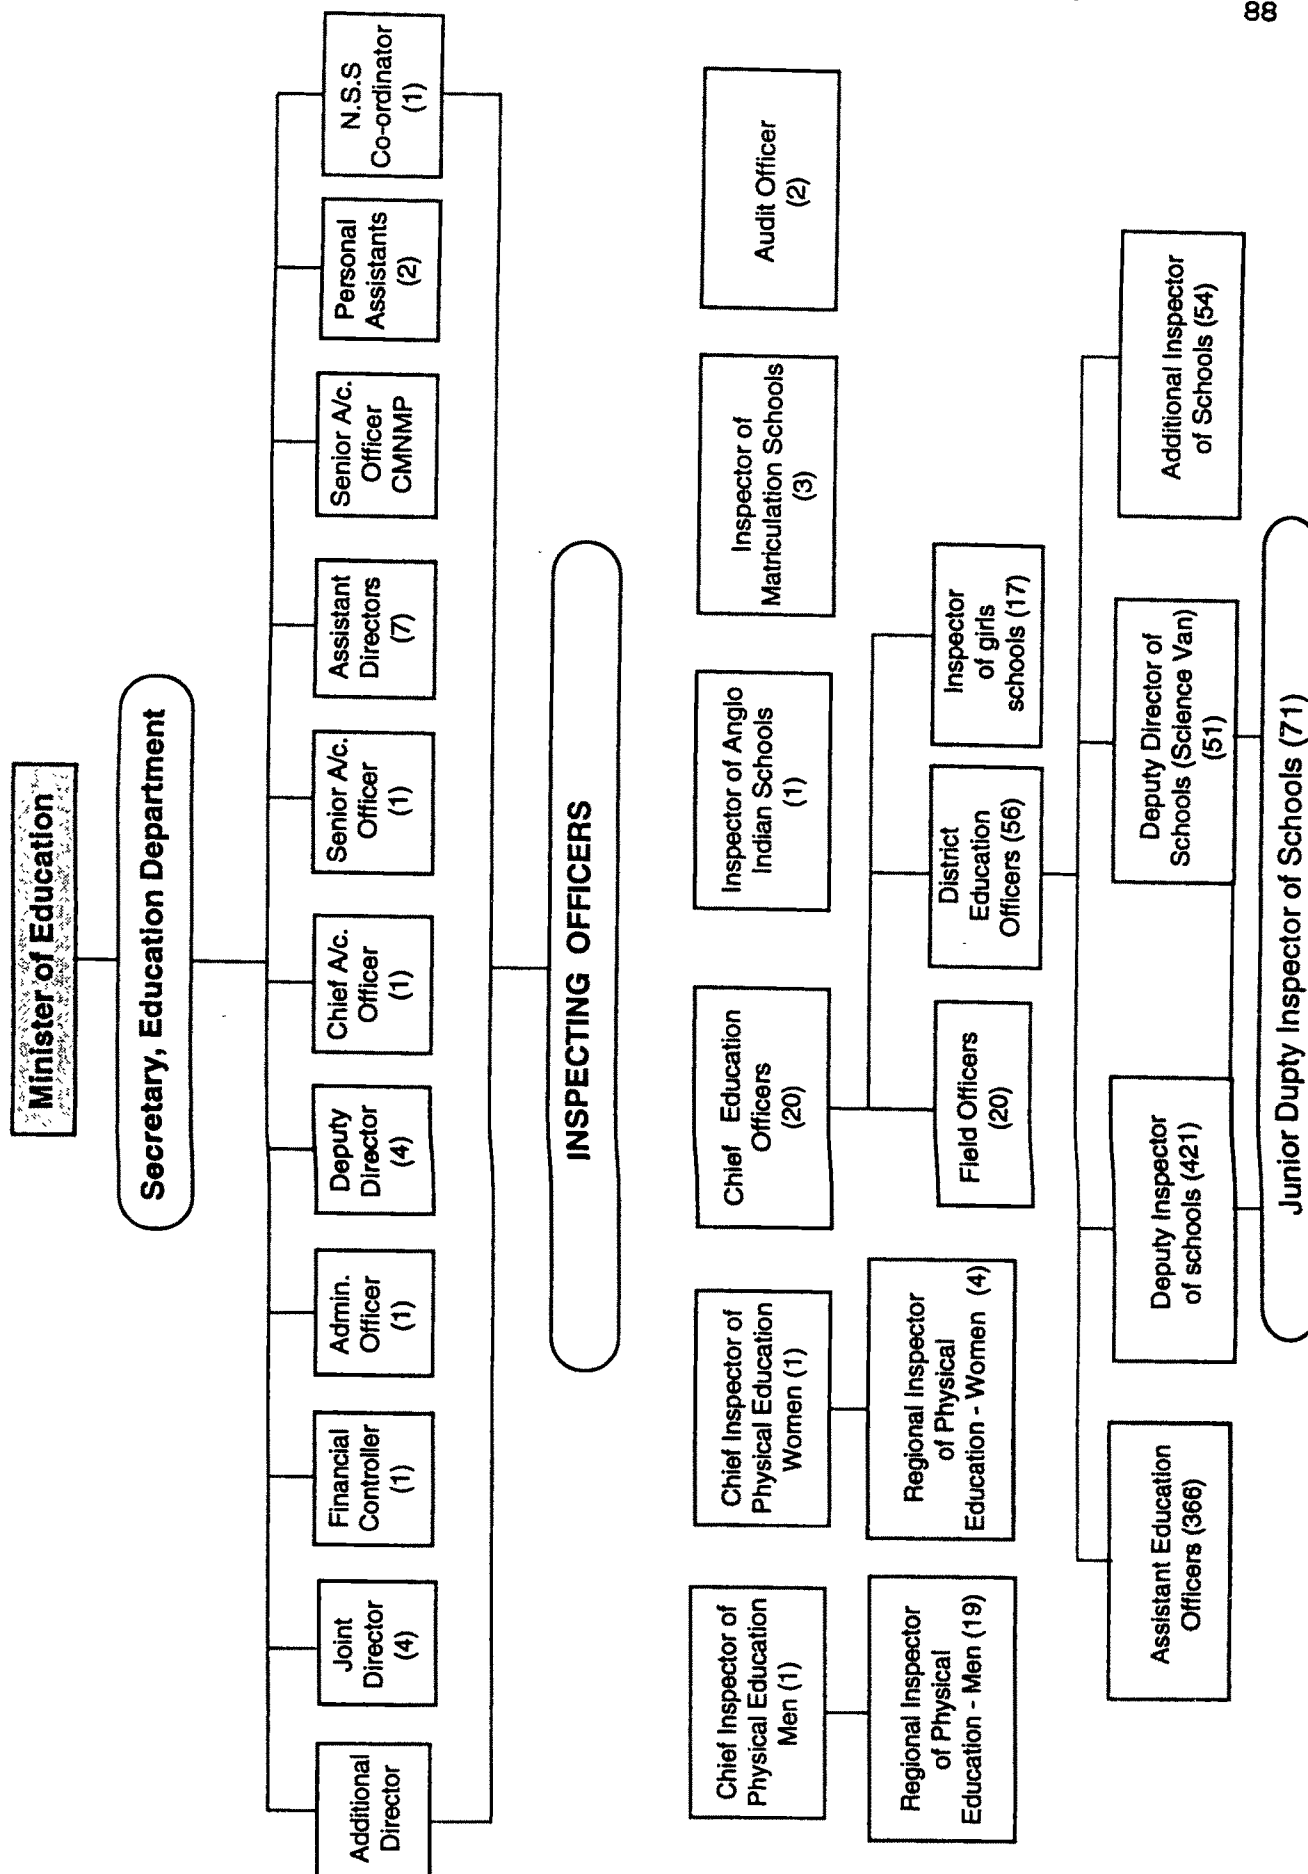 88
Minister of Education
Secretary, Education Department
Additional
Director
Joint
Director
(4)
Financial
Controller
(1)
Admin.
Officer
(1)
Deputy
Director
(4)
Chief A/c.
Officer
(1)
Senior A/c.
Officer
(1)
Assistant
Directors
(7)
Senior A/c.
Officer
CMNMP
Personal
Assistants
(2)
N.S.S
Co-ordinator
(1)
INSPECTING OFFICERS
Chief Inspector of
Physical Education
Men (1)
Chief Inspector of
Physical Education
Women (1)
Chief Education
Officers
(20)
Inspector of Anglo
Indian Schools
(1)
Inspector of
Matriculation Schools
(3)
Audit Officer
(2)
Regional Inspector
of Physical
Education - Men (19)
Regional Inspector
of Physical
Education - Women (4)
Field Officers
(20)
District
Education
Officers (56)
Inspector
of girls
schools (17)
Assistant Education
Officers (366)
Deputy Inspector
of schools (421)
Deputy Director of
Schools (Science Van)
(51)
Additional Inspector
of Schools (54)
Junior Dupty Inspector of Schools (71)